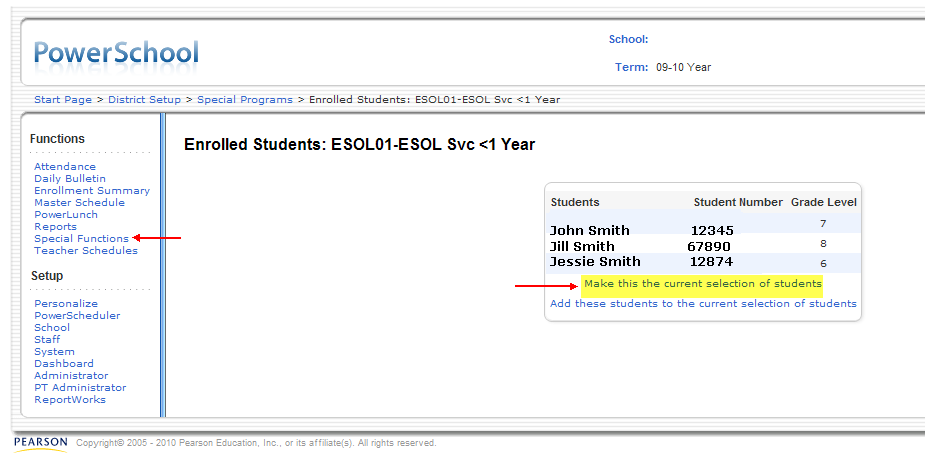 PowerSchool
School:
Term: 09-10 Year
Start Page > District Setup > Special Programs > Enrolled Students: ESOL01-ESOL Svc <1 Year
Functions
Attendance
Daily Bulletin
Enrollment Summary
Master Schedule
PowerLunch
Reports
Special Functions
Teacher Schedules
Setup
Personalize
PowerScheduler
School
Staff
System
Dashboard
Administrator
PT Administrator
ReportWorks
Enrolled Students: ESOL01-ESOL Svc <1 Year
Students Student Number Grade Level
John Smith 12345 7
Jill Smith 67890 8
Jessie Smith 12874 6
Make this the current selection of students
Add these students to the current selection of students
PEARSON Copyright© 2005 - 2010 Pearson Education, Inc., or its affiliate(s). All rights reserved.